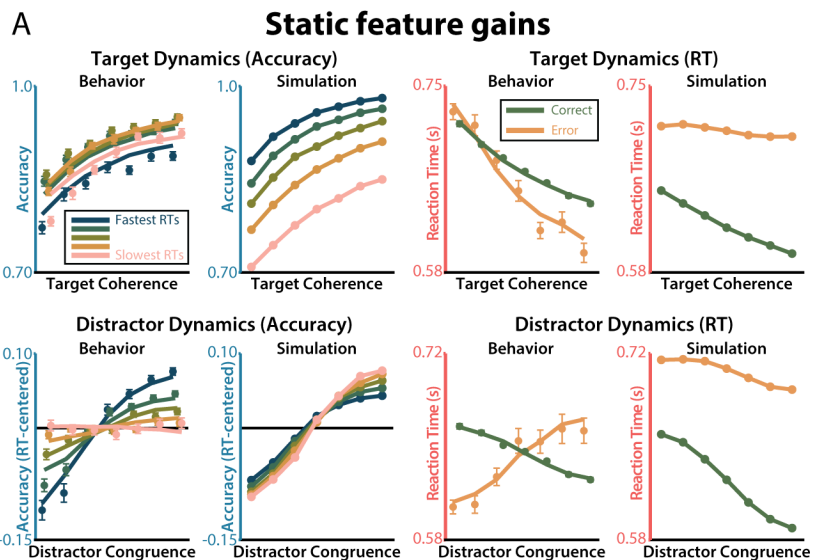 A
Static feature gains
Target Dynamics (Accuracy)
Target Dynamics (RT)
Behavior
Simulation
Behavior
Simulation
1.0
Accuracy
0.70
Fastest RTs
Slowest RTs
Target Coherence
1.0
Accuracy
0.70
Target Coherence
0.75
Reaction Time (s)
0.58
Correct
Error
Target Coherence
0.75
Reaction Time (s)
0.58
Target Coherence
Distractor Dynamics (Accuracy)
Distractor Dynamics (RT)
Behavior
Simulation
Behavior
Simulation
0.10
Accuracy (RT-centered)
-0.15
Distractor Congruence
0.10
Accuracy (RT-centered)
-0.15
Distractor Congruence
0.72
Reaction Time (s)
0.58
Distractor Congruence
0.72
Reaction Time (s)
0.58
Distractor Congruence